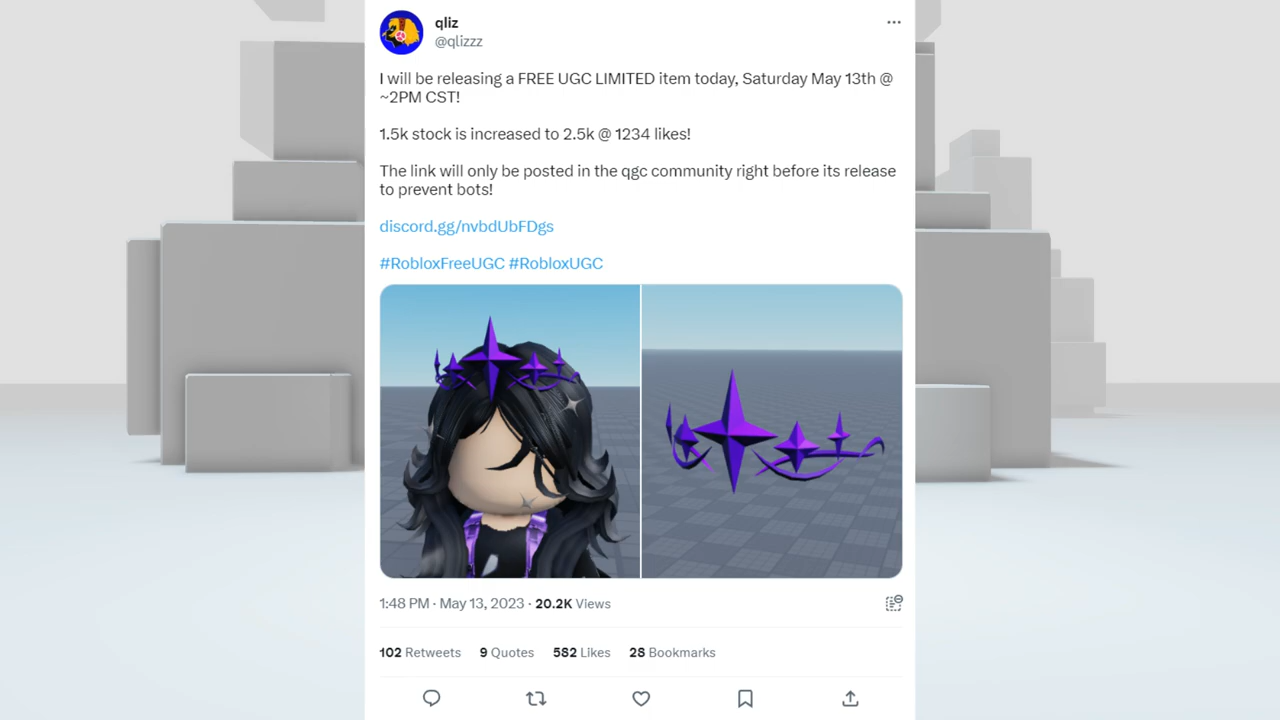 qliz
@qlizzz
I will be releasing a FREE UGC LIMITED item today, Saturday May 13th @
~2PM CST!
1.5k stock is increased to 2.5k @ 1234 likes!
The link will only be posted in the qgc community right before its release
to prevent bots!
discord.gg/nvbdUbFDgs
#RobloxFreeUGC #RobloxUGC
1:48 PM · May 13, 2023 · 20.2K Views
102 Retweets 9 Quotes 582 Likes 28 Bookmarks